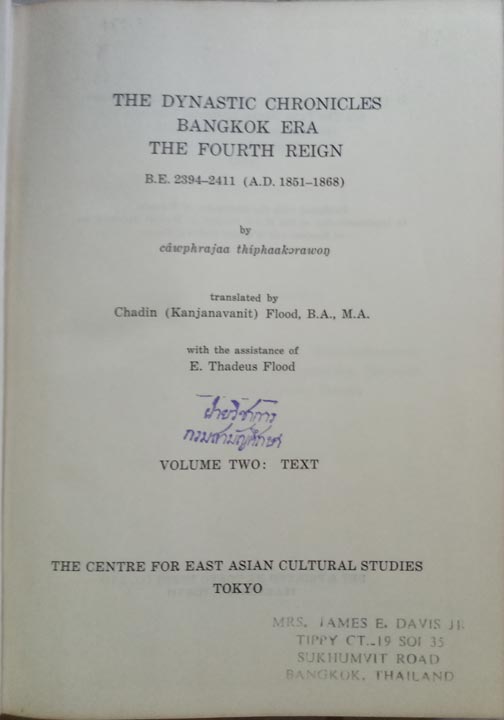 THE DYNASTIC CHRONICLES
BANGKOK ERA
THE FOURTH REIGN
B.E. 2394–2411 (A.D. 1851–1868)
by
câwphrajaa thíphaakɔrawoŋ
translated by
Chadin (Kanjanavanit) Flood, B.A., M.A.
with the assistance of
E. Thadeus Flood
ฝ่ายวิชาการ
กรมสามัญศึกษา
VOLUME TWO: TEXT
THE CENTRE FOR EAST ASIAN CULTURAL STUDIES
TOKYO
MRS. JAMES E. DAVIS JR
TIPPY CT.-19 SOI 35
SUKHUMVIT ROAD
BANGKOK, THAILAND